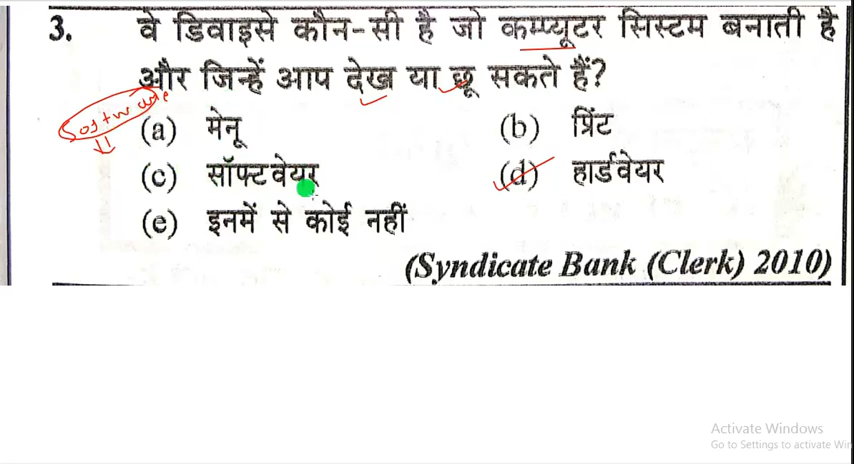 3. वे डिवाइसे कौन-सी है जो कम्प्यूटर सिस्टम बनाती है
और जिन्हें आप देख या छू सकते हैं?
Software
(a) मेनू (b) प्रिंट
(c) सॉफ्टवेयर (d) हार्डवेयर
(e) इनमें से कोई नहीं
(Syndicate Bank (Clerk) 2010)
Activate Windows
Go to Settings to activate Win